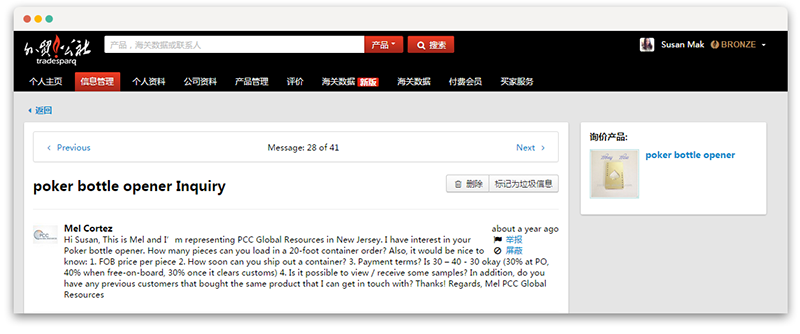 外贸公社
tradesparq
产品，海关数据或联系人
产品
搜索
Susan Mak
BRONZE
个人主页 信息管理 个人资料 公司资料 产品管理 评价 海关数据 新版 海关数据 付费会员 买家服务
返回
Previous
Message: 28 of 41
Next
poker bottle opener Inquiry
删除 标记为垃圾信息
Mel Cortez
about a year ago
Hi Susan, This is Mel and I'm representing PCC Global Resources in New Jersey. I have interest in your
举报
Poker bottle opener. How many pieces can you load in a 20-foot container order? Also, it would be nice to
屏蔽
know: 1. FOB price per piece 2. How soon can you ship out a container? 3. Payment terms? Is 30 – 40 - 30 okay (30% at PO,
40% when free-on-board, 30% once it clears customs) 4. Is it possible to view / receive some samples? In addition, do you
have any previous customers that bought the same product that I can get in touch with? Thanks! Regards, Mel PCC Global
Resources
询价产品:
poker bottle opener